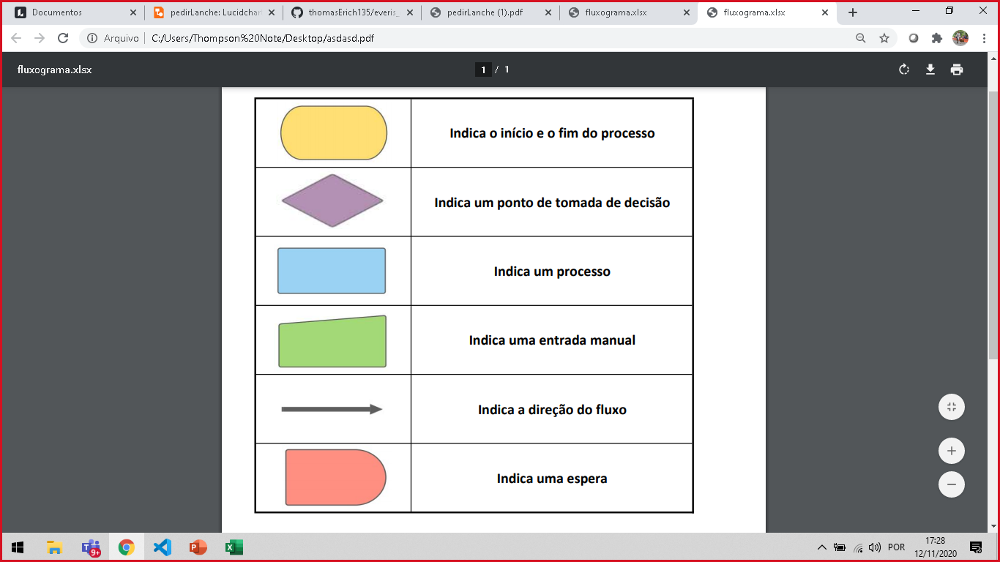 Documentos
pedirLanche: Lucidchar
thomasErich135/everis_
pedirLanche (1).pdf
fluxograma.xlsx
fluxograma.xlsx
Arquivo
C:/Users/Thompson%20Note/Desktop/asdasd.pdf
fluxograma.xlsx
1 / 1
Indica o início e o fim do processo
Indica um ponto de tomada de decisão
Indica um processo
Indica uma entrada manual
Indica a direção do fluxo
Indica uma espera
9+
POR
17:28
12/11/2020